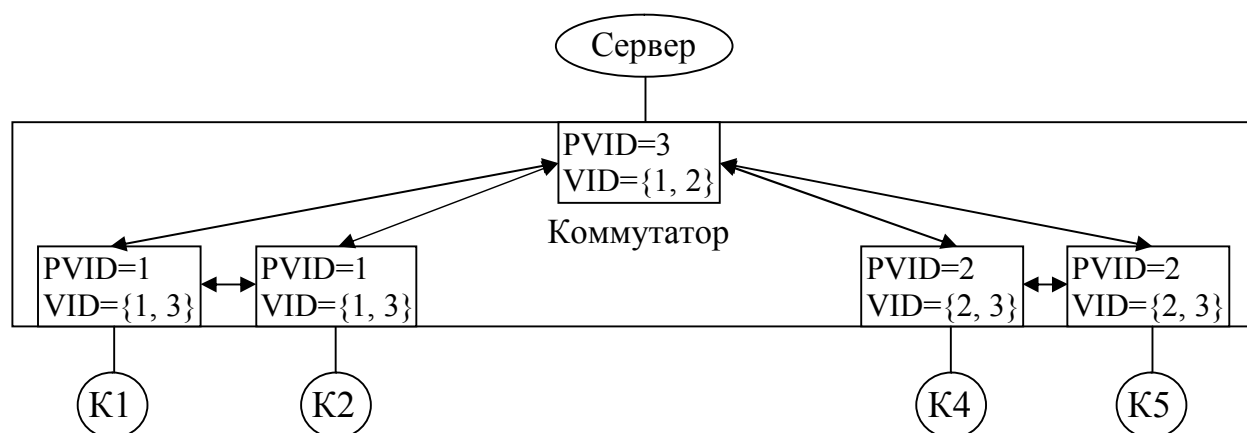 Сервер
PVID=3
VID={1, 2}
Коммутатор
PVID=1
VID={1, 3}
PVID=1
VID={1, 3}
PVID=2
VID={2, 3}
PVID=2
VID={2, 3}
К1
К2
К4
К5